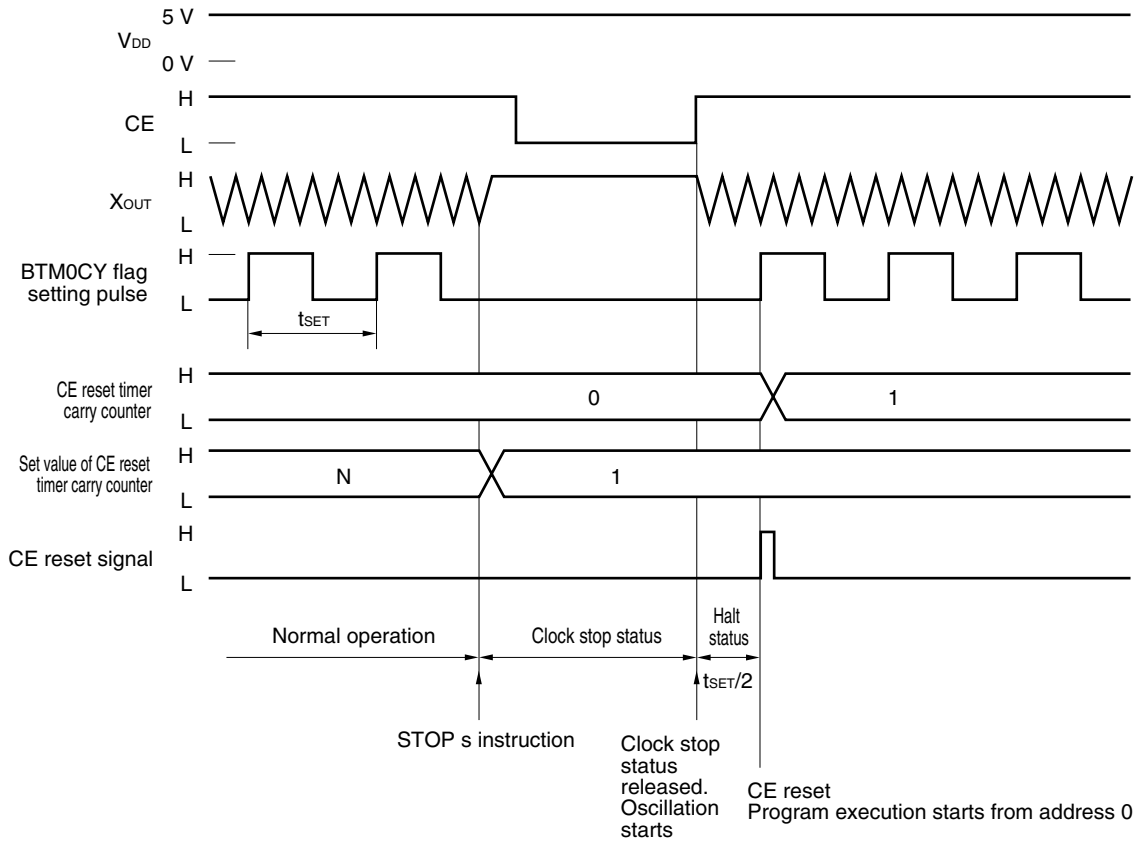 5 V
VDD
0 V
H
CE
L
H
XOUT
L
H
BTM0CY flag
setting pulse
L
tSET
H
CE reset timer
carry counter
0
1
L
H
Set value of CE reset
timer carry counter
N
1
L
H
CE reset signal
L
Normal operation
Clock stop status
Halt
status
tSET/2
STOP s instruction
Clock stop
status
released.
Oscillation
starts
CE reset
Program execution starts from address 0